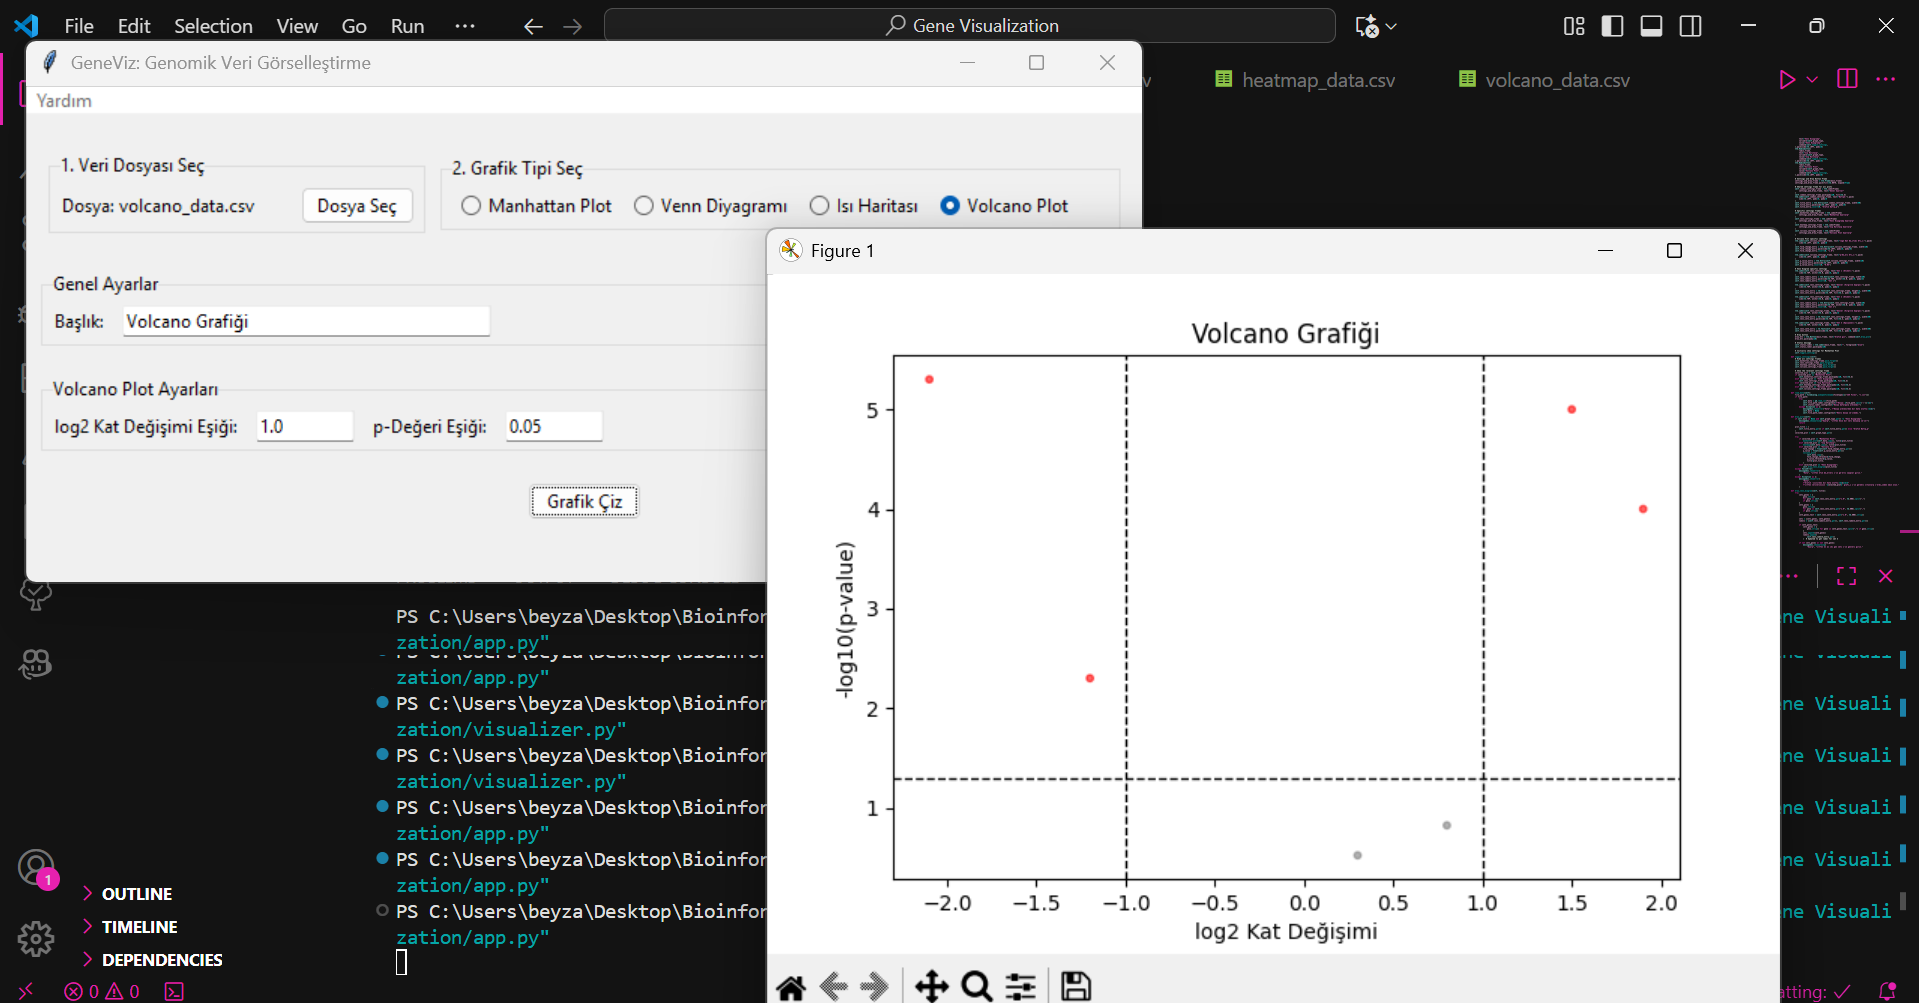 File Edit Selection View Go Run ···
Gene Visualization
GeneViz: Genomik Veri Görselleştirme
heatmap_data.csv
volcano_data.csv
Yardım
1. Veri Dosyası Seç
Dosya: volcano_data.csv
Dosya Seç
2. Grafik Tipi Seç
Manhattan Plot
Venn Diyagramı
Isı Haritası
Volcano Plot
Genel Ayarlar
Başlık: Volcano Grafiği
Volcano Plot Ayarları
log2 Kat Değişimi Eşiği: 1.0
p-Değeri Eşiği: 0.05
Grafik Çiz
Figure 1
Volcano Grafiği
-log10(p-value)
5
4
3
2
1
−2.0 −1.5 −1.0 −0.5 0.0 0.5 1.0 1.5 2.0
log2 Kat Değişimi
PS C:\Users\beyza\Desktop\Bioinfor
ne Visuali
zation/app.py"
zation/app.py"
PS C:\Users\beyza\Desktop\Bioinfor
ne Visuali
zation/visualizer.py"
PS C:\Users\beyza\Desktop\Bioinfor
ne Visuali
zation/visualizer.py"
PS C:\Users\beyza\Desktop\Bioinfor
ne Visuali
zation/app.py"
PS C:\Users\beyza\Desktop\Bioinfor
ne Visuali
zation/app.py"
PS C:\Users\beyza\Desktop\Bioinfor
ne Visuali
zation/app.py"
1
OUTLINE
TIMELINE
DEPENDENCIES
0 0
atting: